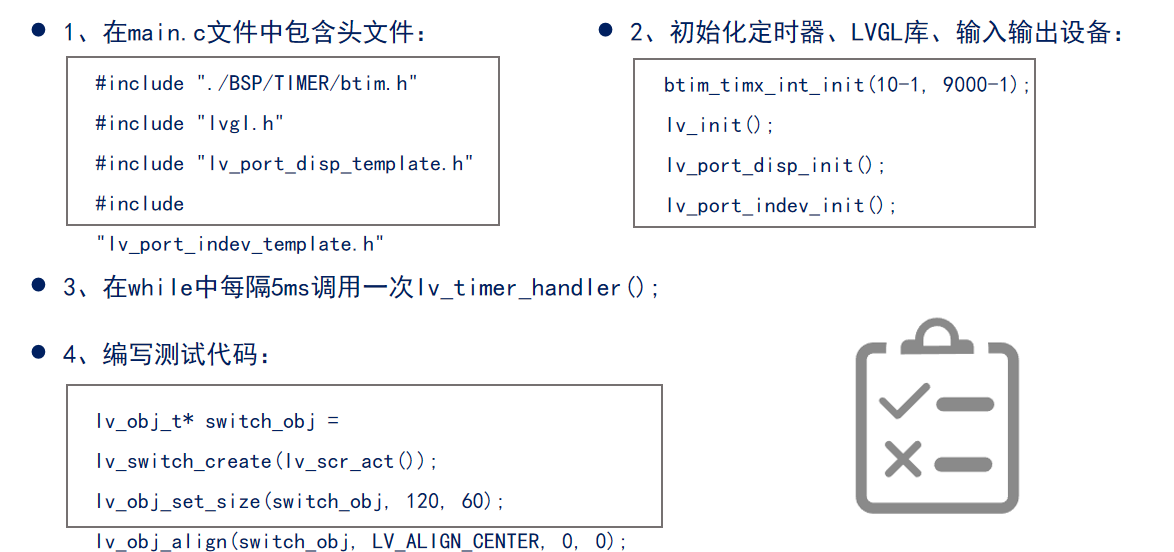 1、在main.c文件中包含头文件：
#include "./BSP/TIMER/btim.h"
#include "lvgl.h"
#include "lv_port_disp_template.h"
#include
"lv_port_indev_template.h"
2、初始化定时器、LVGL库、输入输出设备：
btim_timx_int_init(10-1, 9000-1);
lv_init();
lv_port_disp_init();
lv_port_indev_init();
3、在while中每隔5ms调用一次lv_timer_handler();
4、编写测试代码：
lv_obj_t* switch_obj =
lv_switch_create(lv_scr_act());
lv_obj_set_size(switch_obj, 120, 60);
lv_obj_align(switch_obj, LV_ALIGN_CENTER, 0, 0);